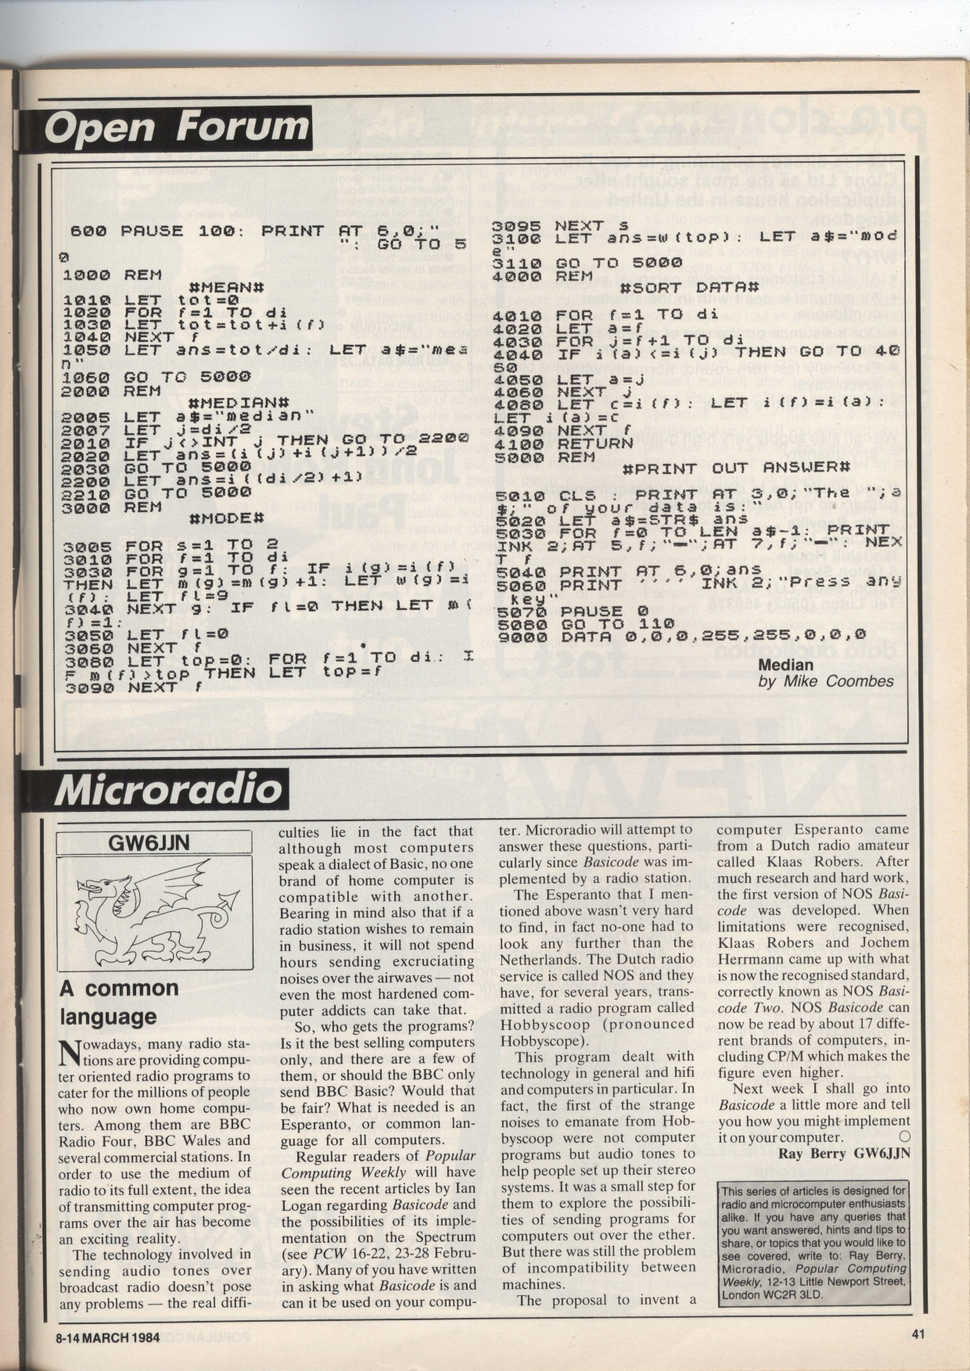 Open Forum
600 PAUSE 100: PRINT AT 6,0;"
": GO TO 5
0
1000 REM
#MEAN#
1010 LET tot=0
1020 FOR f=1 TO di
1030 LET tot=tot+i(f)
1040 NEXT f
1050 LET ans=tot/di: LET a$="mea
n"
1060 GO TO 5000
2000 REM
#MEDIAN#
2005 LET a$="median"
2007 LET j=di/2
2010 IF j<>INT j THEN GO TO 2200
2020 LET ans=(i(j)+i(j+1))/2
2030 GO TO 5000
2200 LET ans=i((di/2)+1)
2210 GO TO 5000
3000 REM
#MODE#
3005 FOR s=1 TO 2
3010 FOR f=1 TO di
3030 FOR g=1 TO f: IF i(g)=i(f)
THEN LET m(g)=m(g)+1: LET w(g)=i
(f): LET fl=9
3040 NEXT g: IF fl=0 THEN LET m(
f)=1:
3050 LET fl=0
3060 NEXT f
3080 LET top=0: FOR f=1 TO di: I
F m(f)>top THEN LET top=f
3090 NEXT f
3095 NEXT s
3100 LET ans=w(top): LET a$="mod
e"
3110 GO TO 5000
4000 REM
#SORT DATA#
4010 FOR f=1 TO di
4020 LET a=f
4030 FOR j=f+1 TO di
4040 IF i(a)<=i(j) THEN GO TO 40
60
4050 LET a=j
4060 NEXT j
4080 LET c=i(f): LET i(f)=i(a):
LET i(a)=c
4090 NEXT f
4100 RETURN
5000 REM
#PRINT OUT ANSWER#
5010 CLS : PRINT AT 3,0;"The ";a
$;" of your data is:"
5020 LET a$=STR$ ans
5030 FOR f=0 TO LEN a$-1: PRINT
INK 2;AT 5,f;"—";AT 7,f;"—": NEX
T f
5040 PRINT AT 6,0;ans
5060 PRINT '''' INK 2;"Press any
key"
5070 PAUSE 0
5080 GO TO 110
9000 DATA 0,0,0,255,255,0,0,0
Median
by Mike Coombes
Microradio
GW6JJN
A common
language
Nowadays, many radio sta-
tions are providing compu-
ter oriented radio programs to
cater for the millions of people
who now own home compu-
ters. Among them are BBC
Radio Four, BBC Wales and
several commercial stations. In
order to use the medium of
radio to its full extent, the idea
of transmitting computer prog-
rams over the air has become
an exciting reality.
The technology involved in
sending audio tones over
broadcast radio doesn't pose
any problems — the real diffi-
culties lie in the fact that
although most computers
speak a dialect of Basic, no one
brand of home computer is
compatible with another.
Bearing in mind also that if a
radio station wishes to remain
in business, it will not spend
hours sending excruciating
noises over the airwaves — not
even the most hardened com-
puter addicts can take that.
So, who gets the programs?
Is it the best selling computers
only, and there are a few of
them, or should the BBC only
send BBC Basic? Would that
be fair? What is needed is an
Esperanto, or common lan-
guage for all computers.
Regular readers of Popular
Computing Weekly will have
seen the recent articles by Ian
Logan regarding Basicode and
the possibilities of its imple-
mentation on the Spectrum
(see PCW 16-22, 23-28 Febru-
ary). Many of you have written
in asking what Basicode is and
can it be used on your compu-
ter. Microradio will attempt to
answer these questions, parti-
cularly since Basicode was im-
plemented by a radio station.
The Esperanto that I men-
tioned above wasn't very hard
to find, in fact no-one had to
look any further than the
Netherlands. The Dutch radio
service is called NOS and they
have, for several years, trans-
mitted a radio program called
Hobbyscoop (pronounced
Hobbyscope).
This program dealt with
technology in general and hifi
and computers in particular. In
fact, the first of the strange
noises to emanate from Hob-
byscoop were not computer
programs but audio tones to
help people set up their stereo
systems. It was a small step for
them to explore the possibili-
ties of sending programs for
computers out over the ether.
But there was still the problem
of incompatibility between
machines.
The proposal to invent a
computer Esperanto came
from a Dutch radio amateur
called Klaas Robers. After
much research and hard work,
the first version of NOS Basi-
code was developed. When
limitations were recognised,
Klaas Robers and Jochem
Herrmann came up with what
is now the recognised standard,
correctly known as NOS Basi-
code Two. NOS Basicode can
now be read by about 17 diffe-
rent brands of computers, in-
cluding CP/M which makes the
figure even higher.
Next week I shall go into
Basicode a little more and tell
you how you might implement
it on your computer.
Ray Berry GW6JJN
This series of articles is designed for
radio and microcomputer enthusiasts
alike. If you have any queries that
you want answered, hints and tips to
share, or topics that you would like to
see covered, write to: Ray Berry,
Microradio, Popular Computing
Weekly, 12-13 Little Newport Street,
London WC2R 3LD.
8-14 MARCH 1984
41